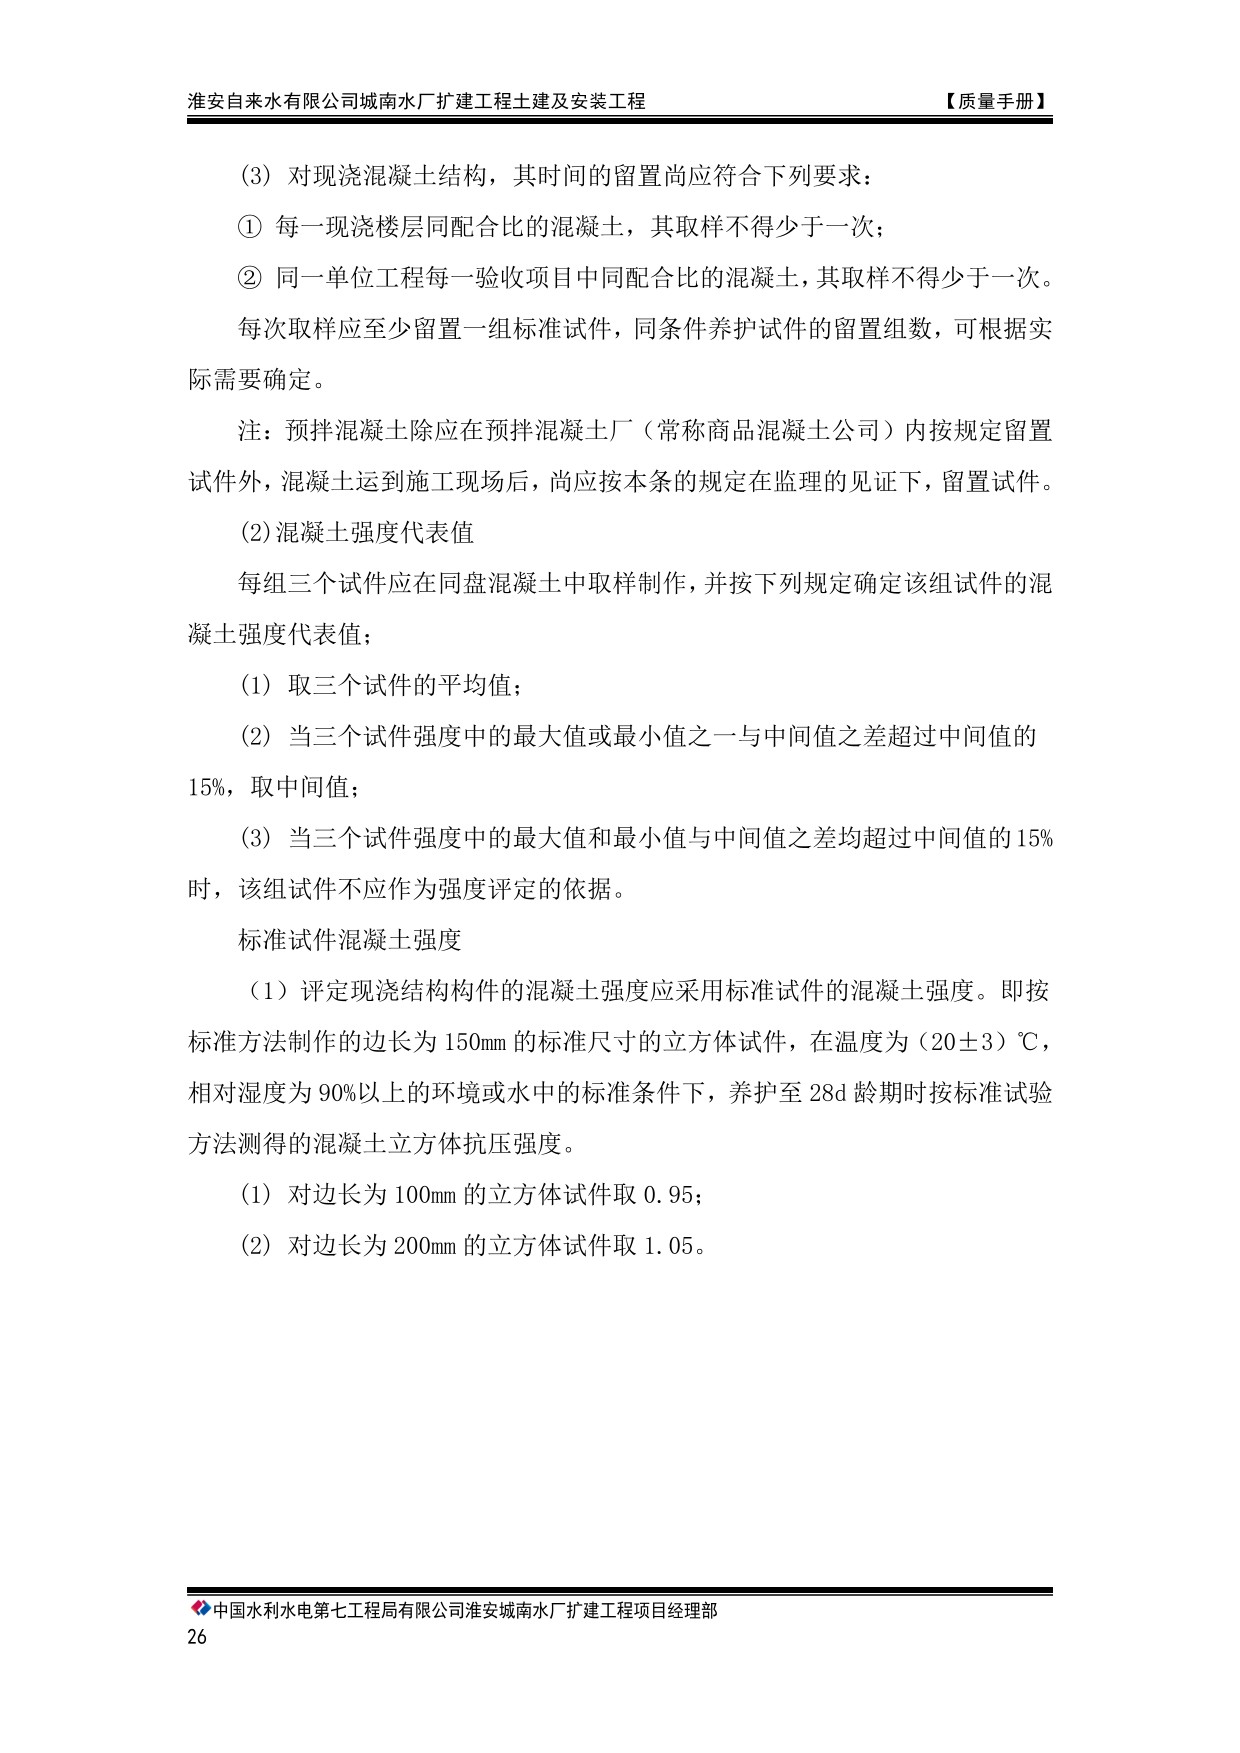 淮安自来水有限公司城南水厂扩建工程土建及安装工程 【质量手册】
(3) 对现浇混凝土结构，其时间的留置尚应符合下列要求：
① 每一现浇楼层同配合比的混凝土，其取样不得少于一次；
② 同一单位工程每一验收项目中同配合比的混凝土，其取样不得少于一次。
每次取样应至少留置一组标准试件，同条件养护试件的留置组数，可根据实
际需要确定。
注：预拌混凝土除应在预拌混凝土厂（常称商品混凝土公司）内按规定留置
试件外，混凝土运到施工现场后，尚应按本条的规定在监理的见证下，留置试件。
(2)混凝土强度代表值
每组三个试件应在同盘混凝土中取样制作，并按下列规定确定该组试件的混
凝土强度代表值；
(1) 取三个试件的平均值；
(2) 当三个试件强度中的最大值或最小值之一与中间值之差超过中间值的
15%，取中间值；
(3) 当三个试件强度中的最大值和最小值与中间值之差均超过中间值的15%
时，该组试件不应作为强度评定的依据。
标准试件混凝土强度
（1）评定现浇结构构件的混凝土强度应采用标准试件的混凝土强度。即按
标准方法制作的边长为 150mm 的标准尺寸的立方体试件，在温度为（20±3）℃，
相对湿度为 90%以上的环境或水中的标准条件下，养护至 28d 龄期时按标准试验
方法测得的混凝土立方体抗压强度。
(1) 对边长为 100mm 的立方体试件取 0.95；
(2) 对边长为 200mm 的立方体试件取 1.05。
中国水利水电第七工程局有限公司淮安城南水厂扩建工程项目经理部
26